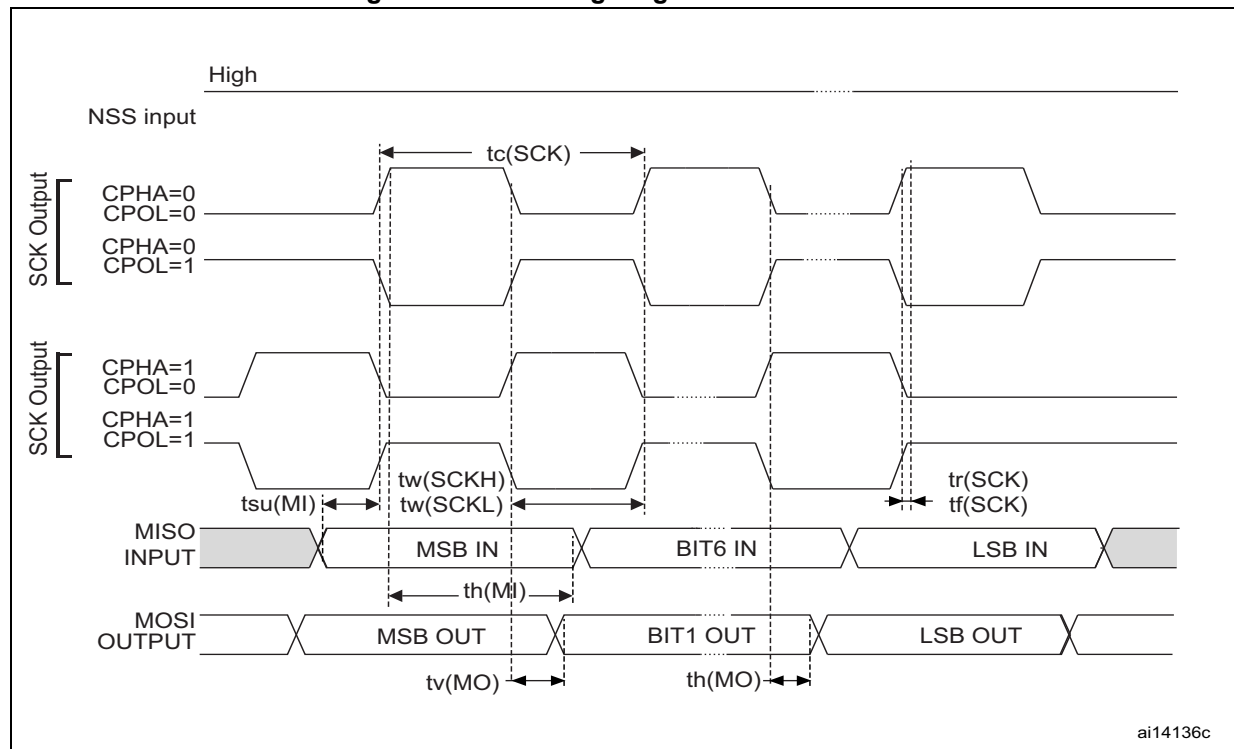 High
NSS input
tc(SCK)
SCK Output
CPHA=0
CPOL=0
CPHA=0
CPOL=1
SCK Output
CPHA=1
CPOL=0
CPHA=1
CPOL=1
tw(SCKH)
tw(SCKL)
tr(SCK)
tf(SCK)
tsu(MI)
MISO
INPUT
MSB IN
BIT6 IN
LSB IN
th(MI)
MOSI
OUTPUT
MSB OUT
BIT1 OUT
LSB OUT
tv(MO)
th(MO)
ai14136c